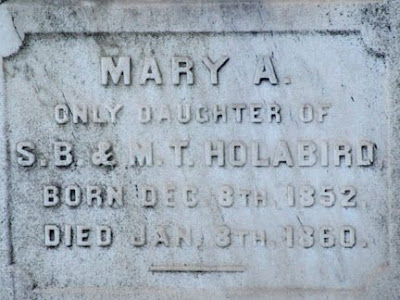 MARY A.
ONLY DAUGHTER OF
S. B. & M. T. HOLABIRD
BORN DEC. 8TH, 1852.
DIED JAN. 8TH. 1860.